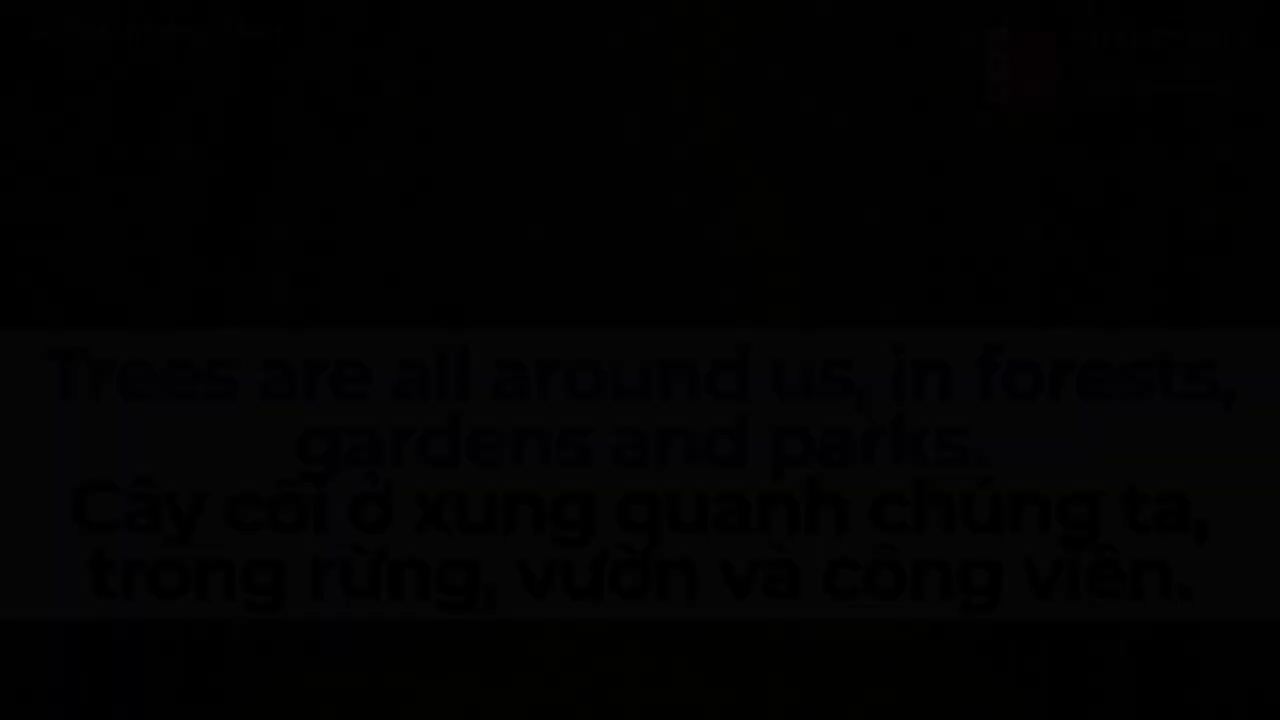 Trees are all around us, in forests,
gardens and parks.
Cây cối ở xung quanh chúng ta,
trong rừng, vườn và công viên.